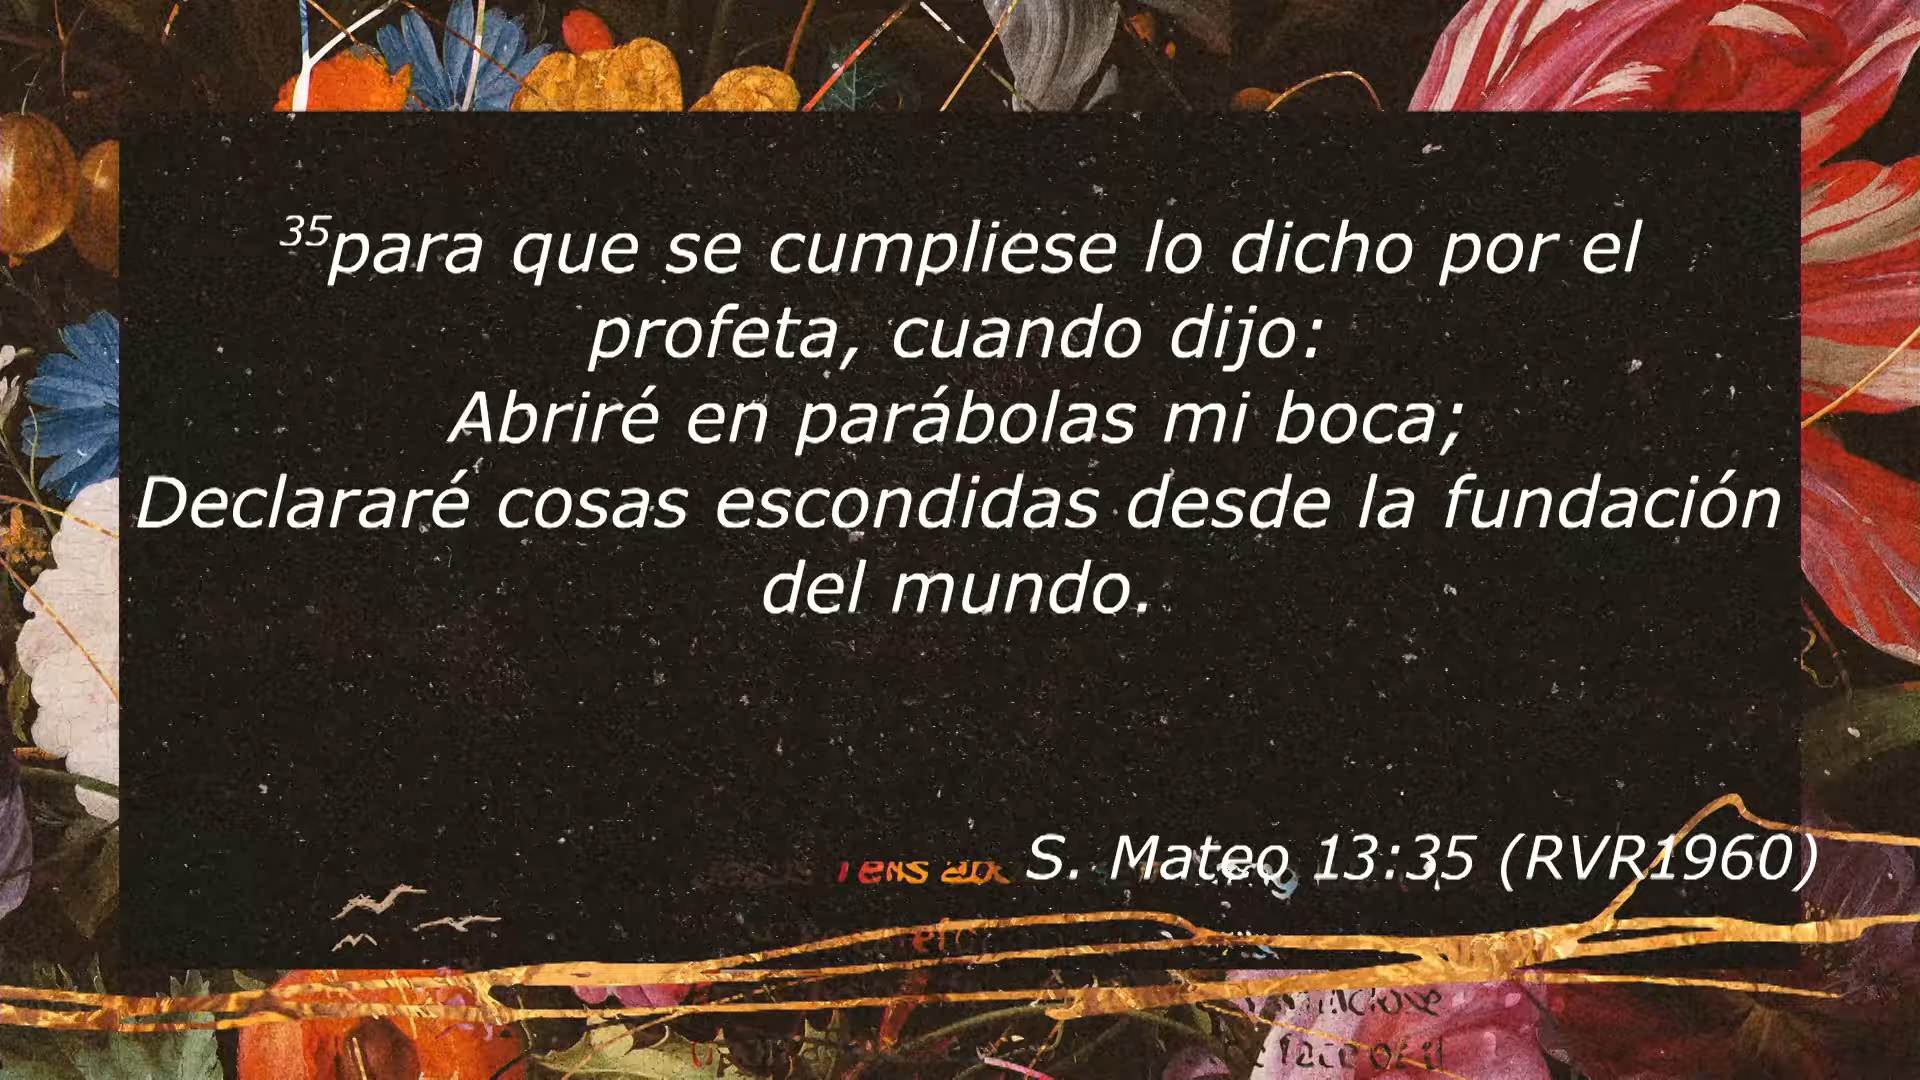 35para que se cumpliese lo dicho por el
profeta, cuando dijo:
Abriré en parábolas mi boca;
Declararé cosas escondidas desde la fundación
del mundo.
S. Mateo 13:35 (RVR1960)